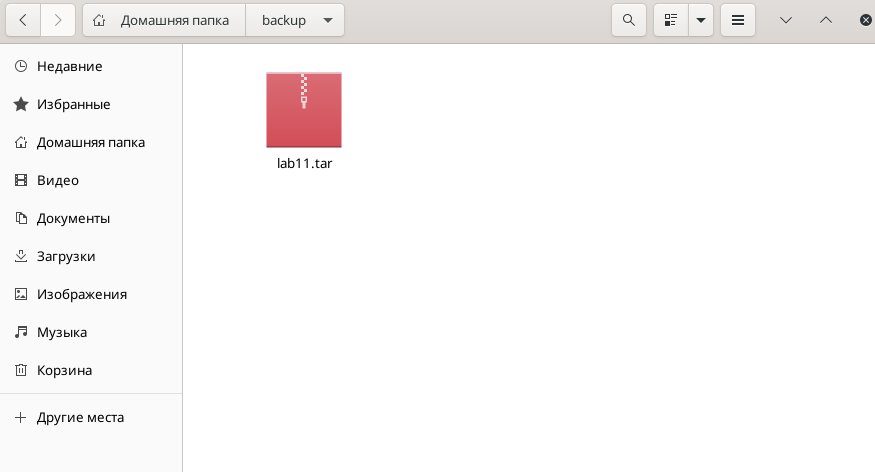 Домашняя папка
backup
Недавние
Избранные
Домашняя папка
Видео
Документы
Загрузки
Изображения
Музыка
Корзина
Другие места
lab11.tar